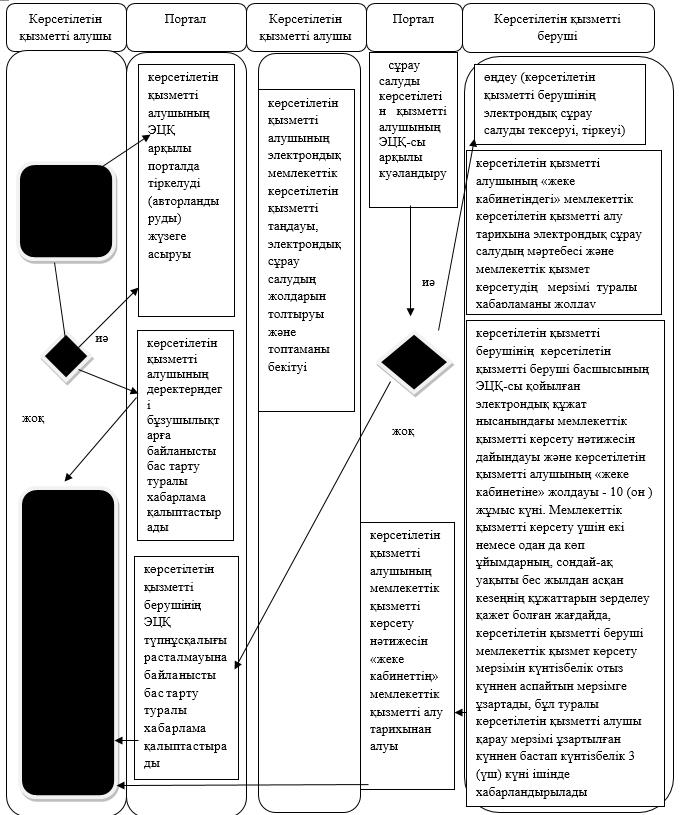 Көрсетілетін
қызметті алушы
Портал
Көрсетілетін
қызметті алушы
Портал
Көрсетілетін қызметті
беруші
көрсетілетін
қызметті
алушының
ЭЦҚ
арқылы
порталда
тіркелуді
(авторланды
руды)
жүзеге
асыруы
иә
жоқ
көрсетілетін
қызметті
алушының
деректерндег
і
бұзушылықт
арға
байланысты
бас тарту
туралы
хабарлама
қалыптастыр
ады
көрсетілетін
қызметті
берушінің
ЭЦҚ
түпнұсқалығы
расталмауына
байланысты
бас тарту
туралы
хабарлама
қалыптастыра
ды
көрсетілетін
қызметті
алушының
электрондық
мемлекеттік
көрсетілетін
қызметті
таңдауы,
электрондық
сұрау
салудың
жолдарын
толтыруы
және
топтаманы
бекітуі
сұрау
салуды
көрсетілеті
н қызметті
алушының
ЭЦҚ-сы
арқылы
куәландыру
иә
жоқ
көрсетілетін
қызметті
алушының
мемлекеттік
қызметті
көрсету
нәтижесін
«жеке
кабинеттің»
мемлекеттік
қызметті алу
тарихынан
алуы
өңдеу (көрсетілетін
қызметті берушінің
электрондық сұрау
салуды тексеруі, тіркеуі)
көрсетілетін қызметті
алушының «жеке
кабинетіндегі» мемлекеттік
көрсетілетін қызметті алу
тарихына электрондық сұрау
салудың мәртебесі және
мемлекеттік қызмет
көрсетудің мерзімі туралы
хабарламаны жолдау
көрсетілетін қызметті
берушінің көрсетілетін
қызметті беруші басшысының
ЭЦҚ-сы қойылған
электрондық құжат
нысанындағы мемлекеттік
қызметті көрсету нәтижесін
дайындауы және көрсетілетін
қызметті алушының «жеке
кабинетіне» жолдауы - 10 (он )
жұмыс күні. Мемлекеттік
қызметті көрсету үшін екі
немесе одан да көп
ұйымдарның, сондай-ақ
уақыты бес жылдан асқан
кезеңнің құжаттарын зерделеу
қажет болған жағдайда,
көрсетілетін қызметті беруші
мемлекеттік қызмет көрсету
мерзімін күнтізбелік отыз
күннен аспайтын мерзімге
ұзартады, бұл туралы
көрсетілетін қызметті алушы
қарау мерзімі ұзартылған
күннен бастап күнтізбелік 3
(үш) күні ішінде
хабарландырылады